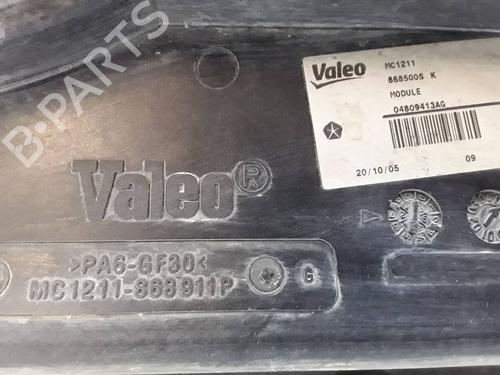 B-PARTS
Valeo
MC1211
868500S K
MODULE
04809413AG
20/10/05
09
Valeo R
>PA6-GF30<
MC1211-868911P
G